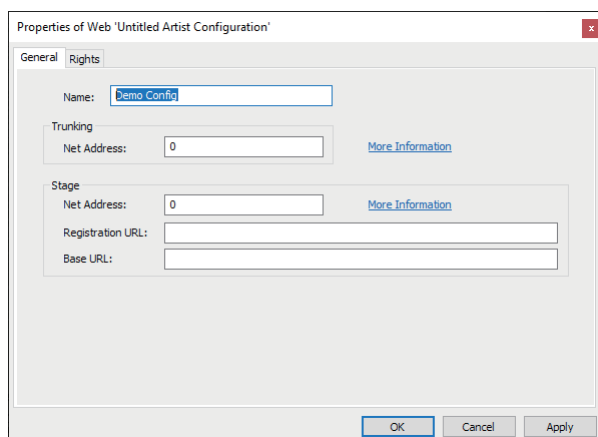 Properties of Web 'Untitled Artist Configuration'
x
General Rights
Name: Demo Config
Trunking
Net Address: 0 More Information
Stage
Net Address: 0 More Information
Registration URL:
Base URL:
OK Cancel Apply